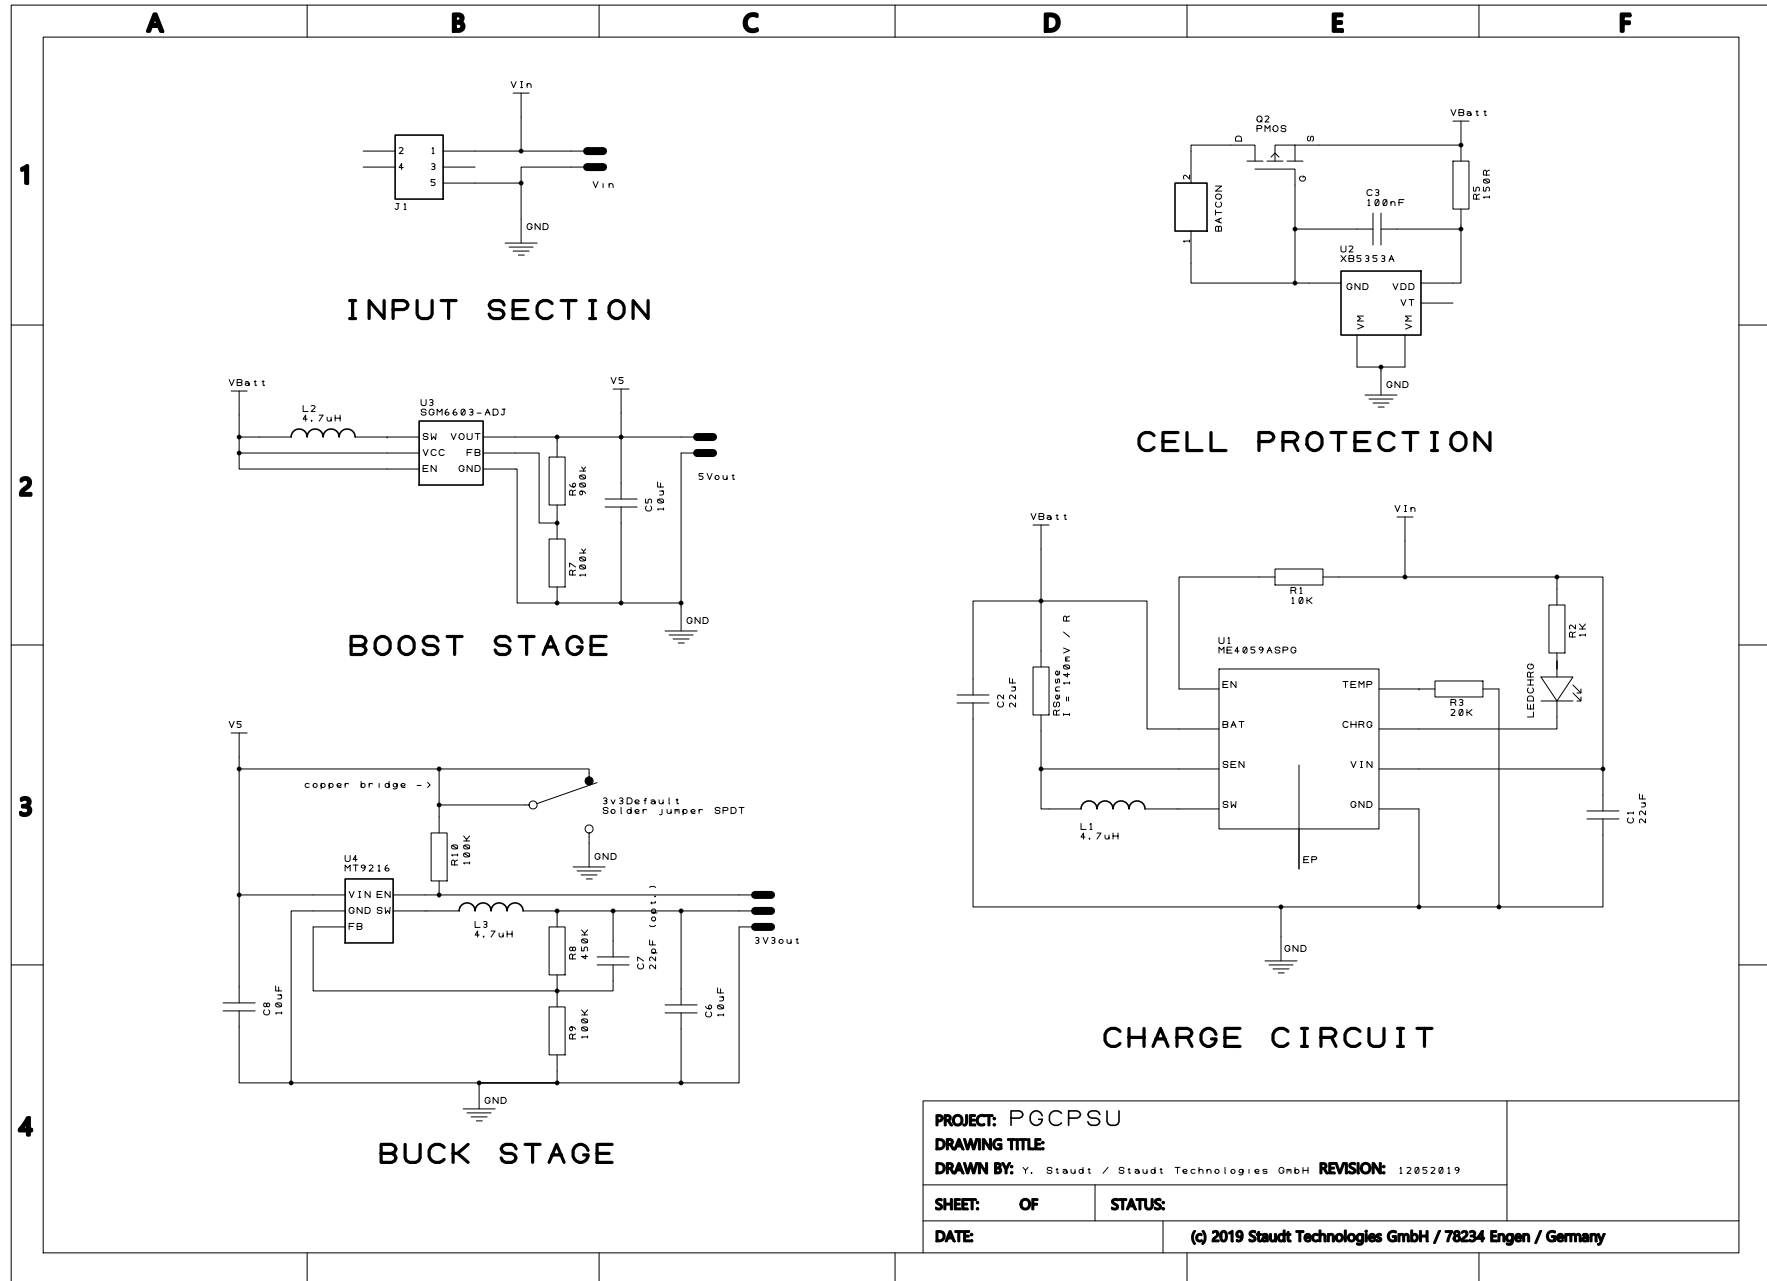 A B C D E F
1
2
3
4
VIn
2 1
4 3
5
J1
Vin
GND
INPUT SECTION
Q2
PMOS
D
S
G
VBatt
2
1
BATCON
C3
100nF
R5
150R
U2
XB5353A
GND VDD
VT
VM VM
GND
CELL PROTECTION
VBatt
L2
4.7uH
U3
SGM6603-ADJ
SW VOUT
VCC FB
EN GND
V5
R6
900k
R7
100k
C5
10uF
5Vout
GND
BOOST STAGE
V5
copper bridge ->
3v3Default
Solder jumper SPDT
GND
R10
100K
U4
MT9216
VIN EN
GND SW
FB
L3
4.7uH
R8
450K
C7
22pF (opt.)
3V3out
C8
10uF
R9
100K
C6
10uF
GND
BUCK STAGE
VBatt
VIn
R1
10K
R2
1K
LEDCHRG
U1
ME4059ASPG
EN TEMP
BAT CHRG
SEN VIN
SW GND
EP
R3
20K
C2
22uF
RSense
I = 140mV / R
L1
4.7uH
C1
22uF
GND
CHARGE CIRCUIT
PROJECT: PGCPSU
DRAWING TITLE:
DRAWN BY: Y. Staudt / Staudt Technologies GmbH REVISION: 12052019
SHEET: OF STATUS:
DATE: (c) 2019 Staudt Technologies GmbH / 78234 Engen / Germany